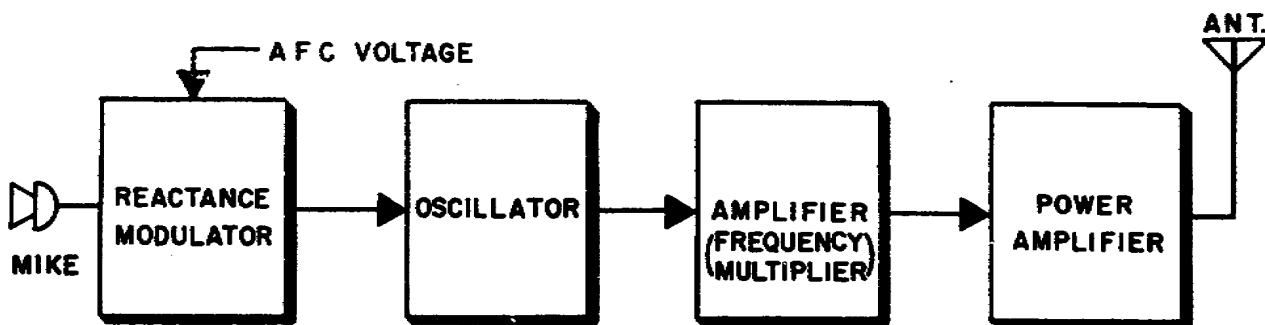 ANT.
AFC VOLTAGE
MIKE
REACTANCE
MODULATOR
OSCILLATOR
AMPLIFIER
(FREQUENCY
MULTIPLIER)
POWER
AMPLIFIER